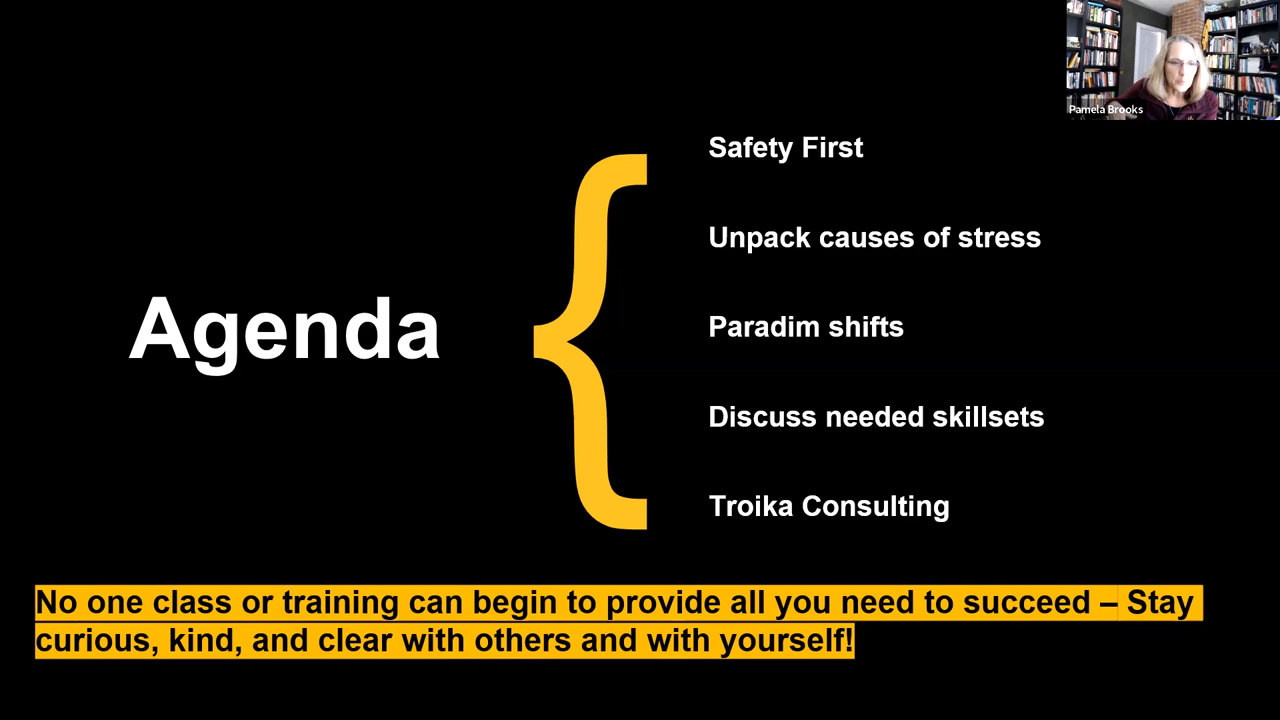 Pamela Brooks
Safety First
Unpack causes of stress
Agenda
Paradim shifts
Discuss needed skillsets
Troika Consulting
No one class or training can begin to provide all you need to succeed – Stay
curious, kind, and clear with others and with yourself!